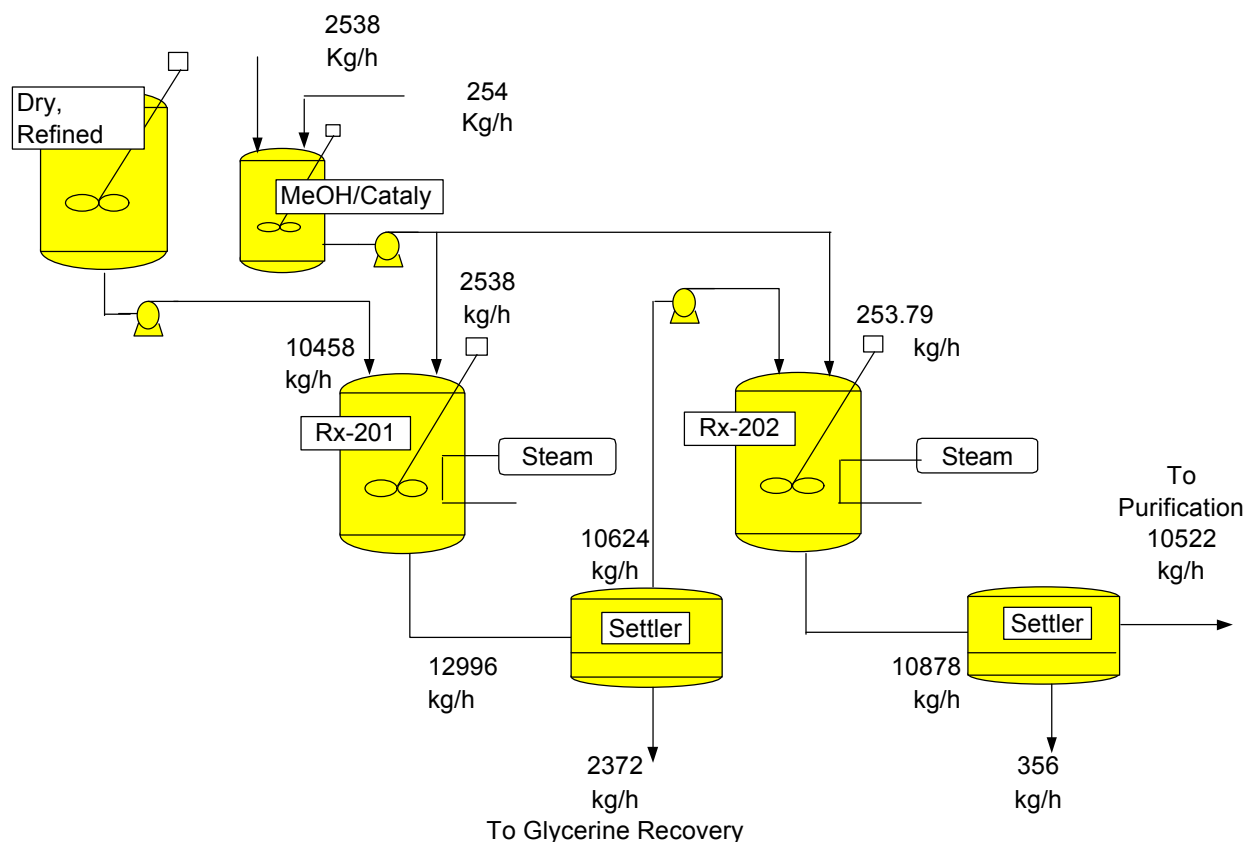 2538
Kg/h
254
Kg/h
Dry,
Refined
MeOH/Cataly
2538
kg/h
10458
kg/h
253.79
kg/h
Rx-201
Steam
Rx-202
Steam
To
Purification
10522
kg/h
10624
kg/h
Settler
Settler
12996
kg/h
10878
kg/h
2372
kg/h
To Glycerine Recovery
356
kg/h